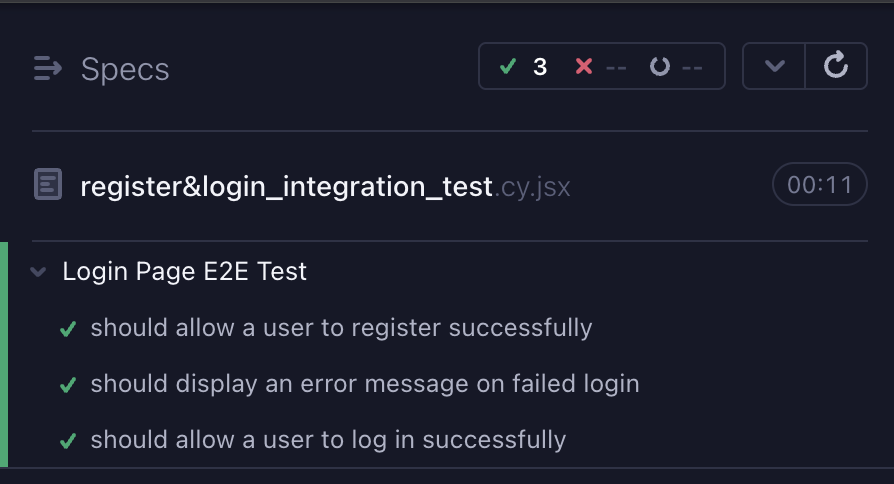 Specs 3 -- --
register&login_integration_test.cy.jsx 00:11
Login Page E2E Test
should allow a user to register successfully
should display an error message on failed login
should allow a user to log in successfully